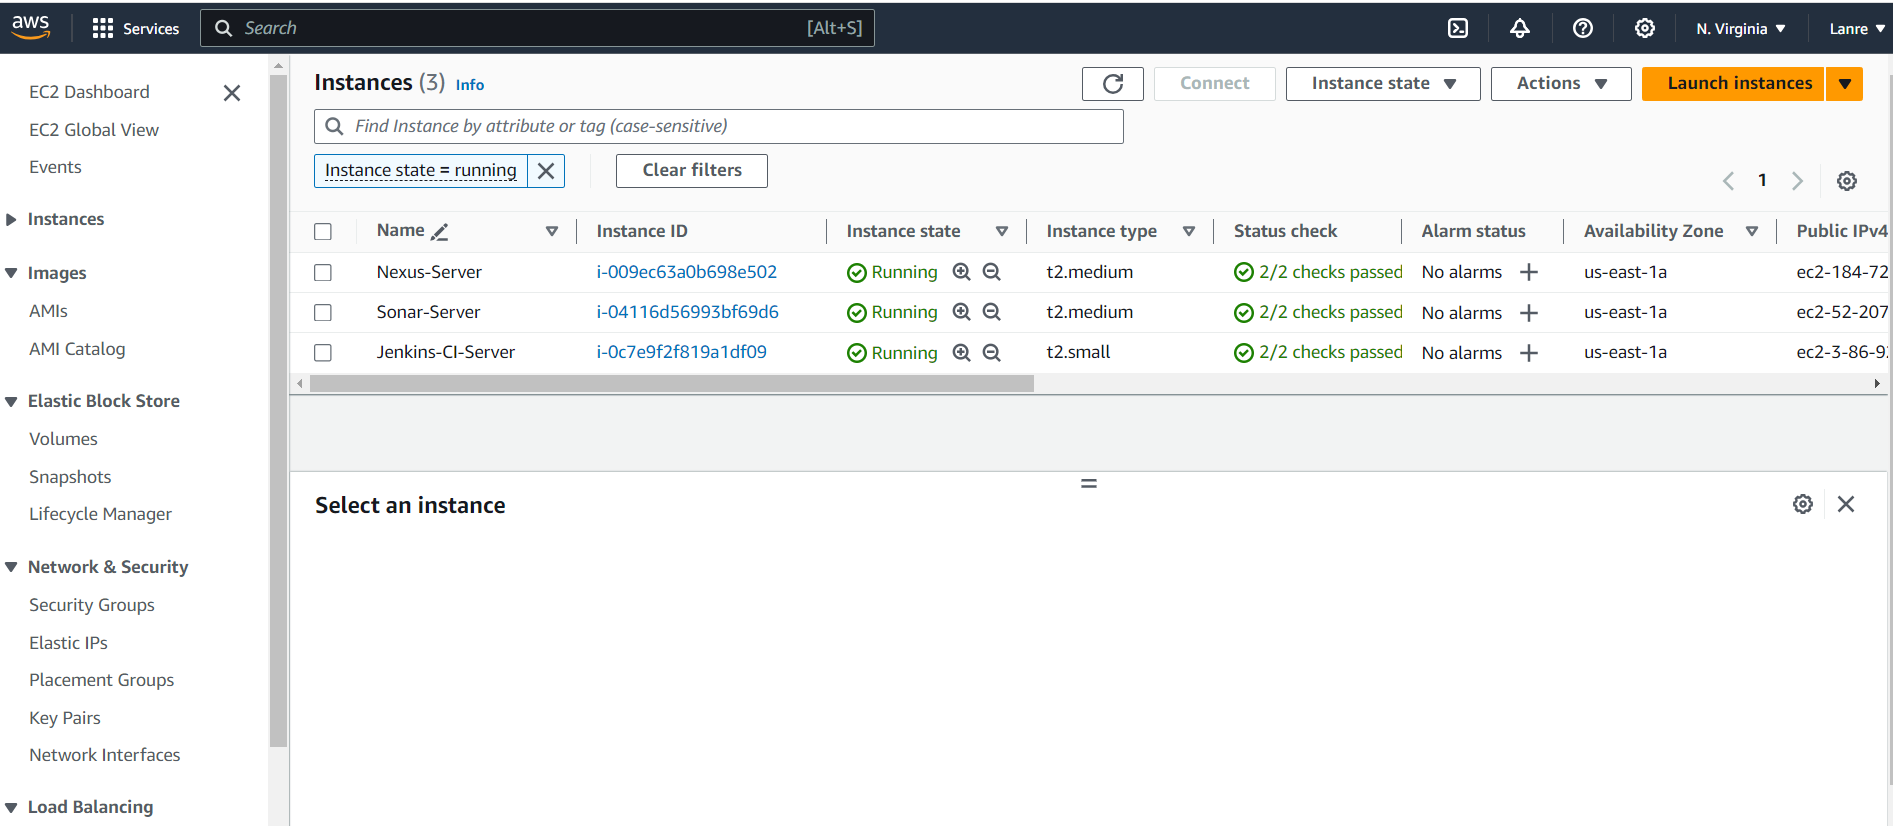 aws Services Search [Alt+S] N. Virginia Lanre
EC2 Dashboard
EC2 Global View
Events
Instances
Images
AMIs
AMI Catalog
Elastic Block Store
Volumes
Snapshots
Lifecycle Manager
Network & Security
Security Groups
Elastic IPs
Placement Groups
Key Pairs
Network Interfaces
Load Balancing
Instances (3) Info Connect Instance state Actions Launch instances
Find Instance by attribute or tag (case-sensitive)
Instance state = running Clear filters
1
Name Instance ID Instance state Instance type Status check Alarm status Availability Zone Public IPv4
Nexus-Server i-009ec63a0b698e502 Running t2.medium 2/2 checks passed No alarms us-east-1a ec2-184-72
Sonar-Server i-04116d56993bf69d6 Running t2.medium 2/2 checks passed No alarms us-east-1a ec2-52-207
Jenkins-CI-Server i-0c7e9f2f819a1df09 Running t2.small 2/2 checks passed No alarms us-east-1a ec2-3-86-9
Select an instance